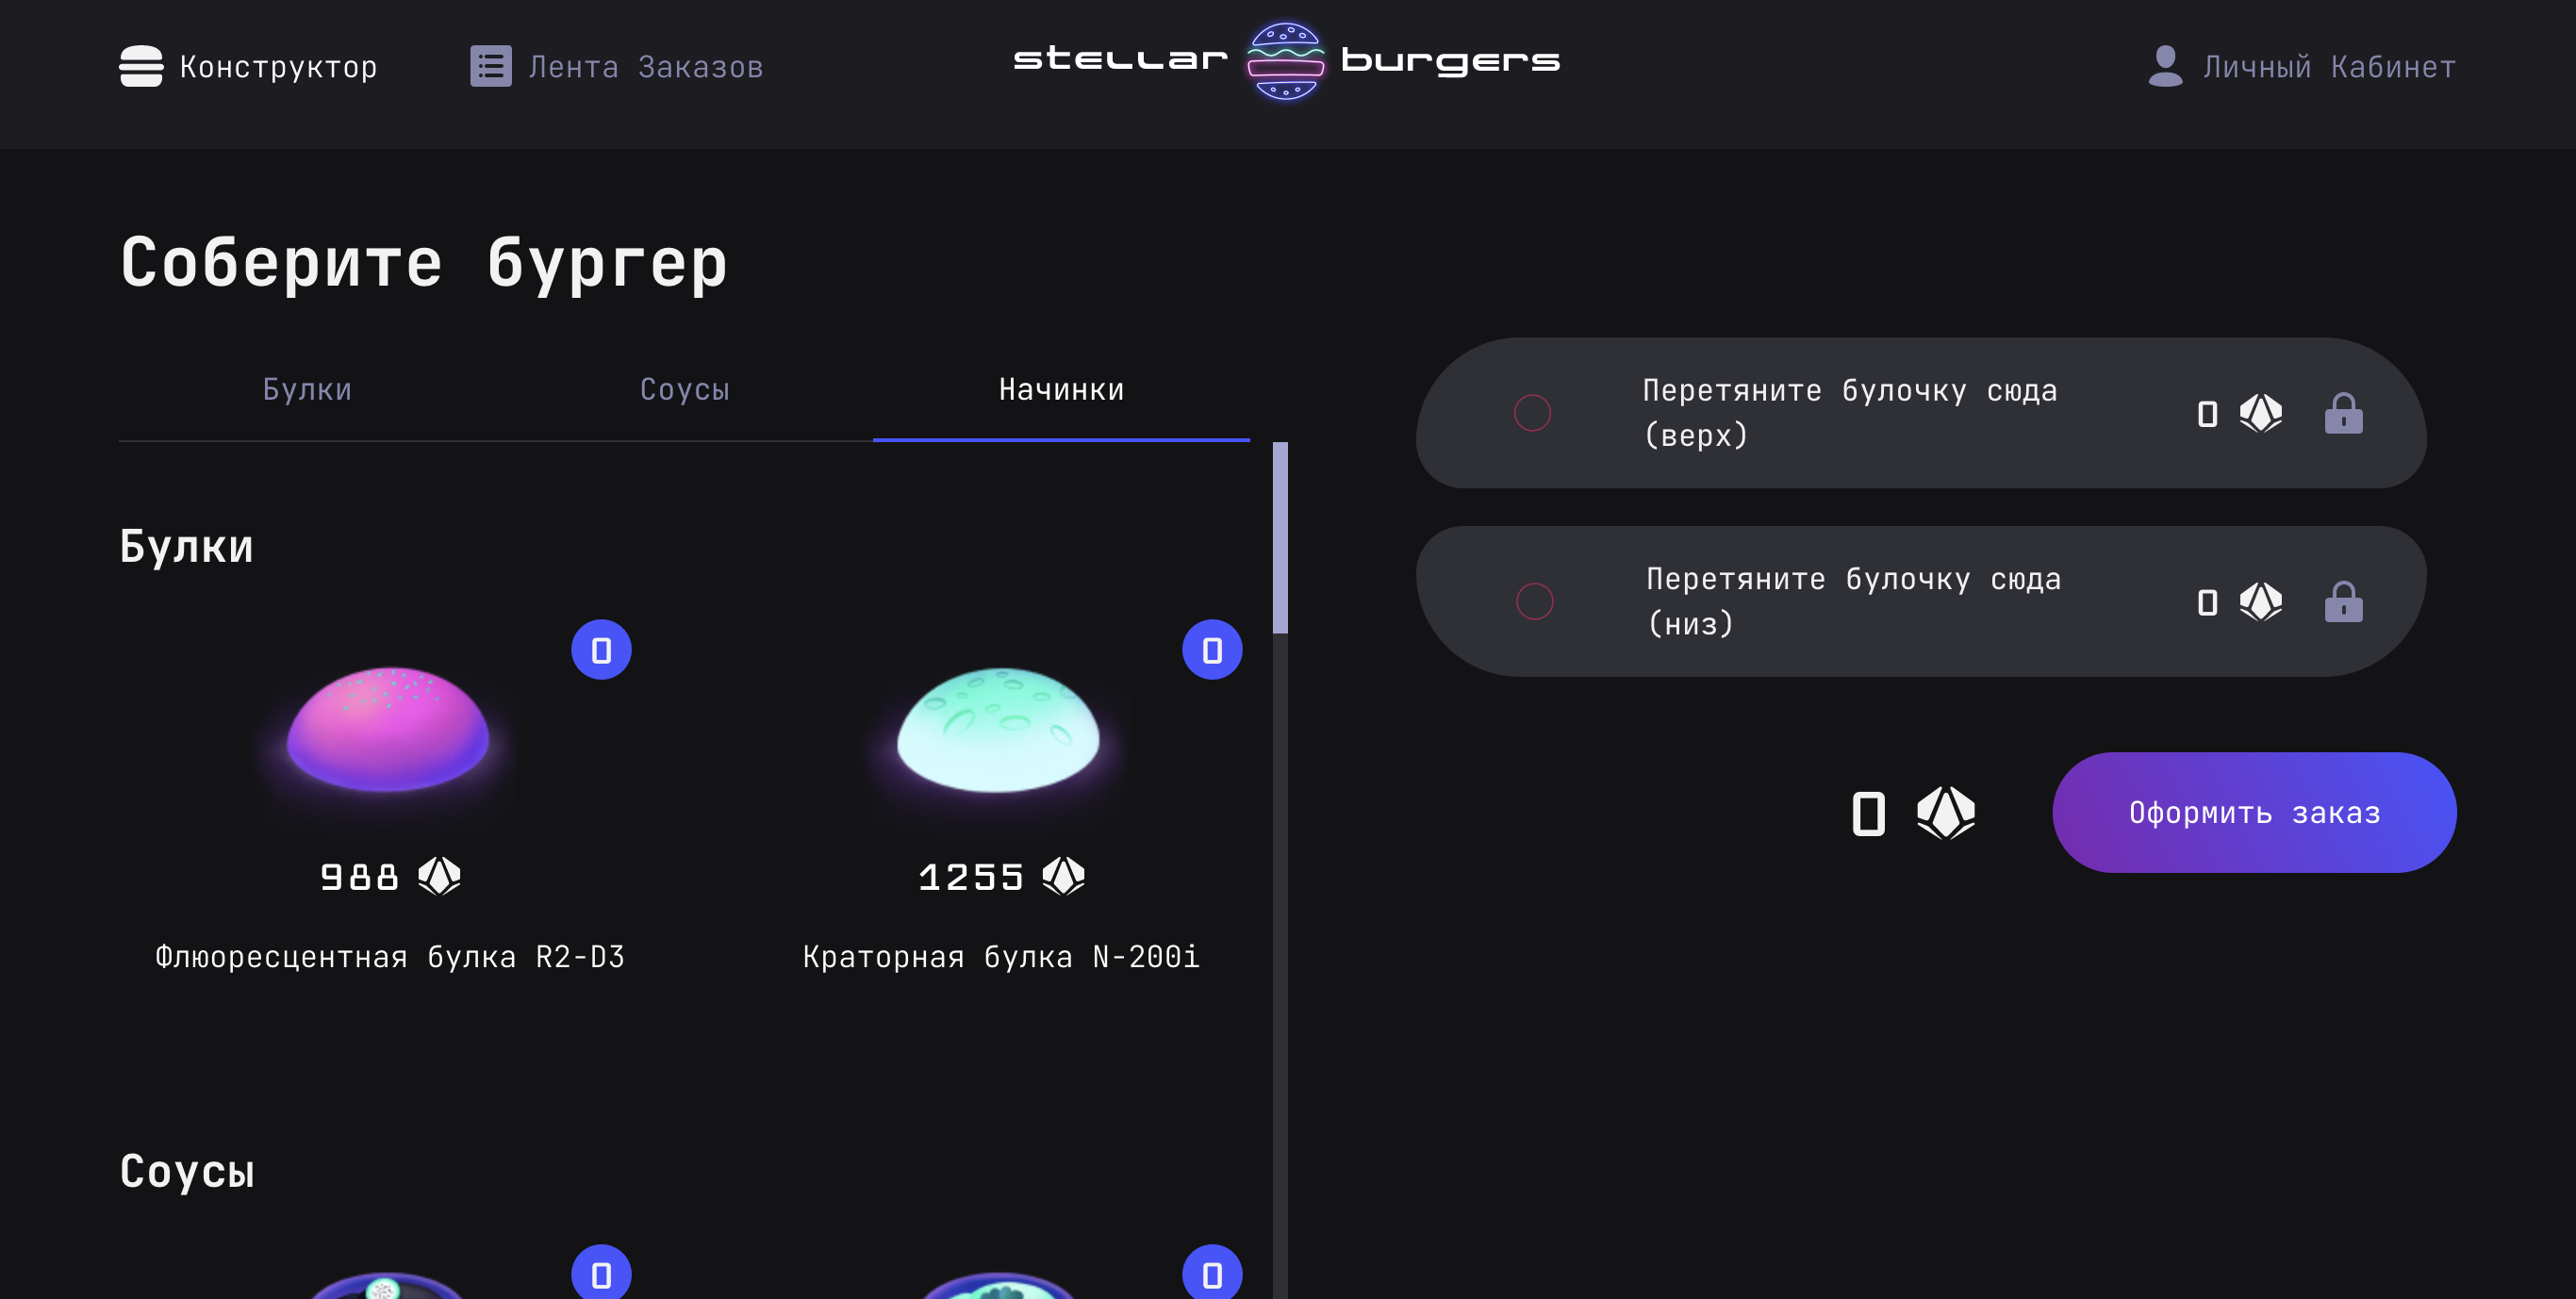 Конструктор
Лента Заказов
stellar burgers
Личный Кабинет
Соберите бургер
Булки
Соусы
Начинки
Булки
0
0
988
1255
Флюоресцентная булка R2-D3
Краторная булка N-200i
Соусы
0
0
Перетяните булочку сюда
(верх)
0
Перетяните булочку сюда
(низ)
0
0
Оформить заказ